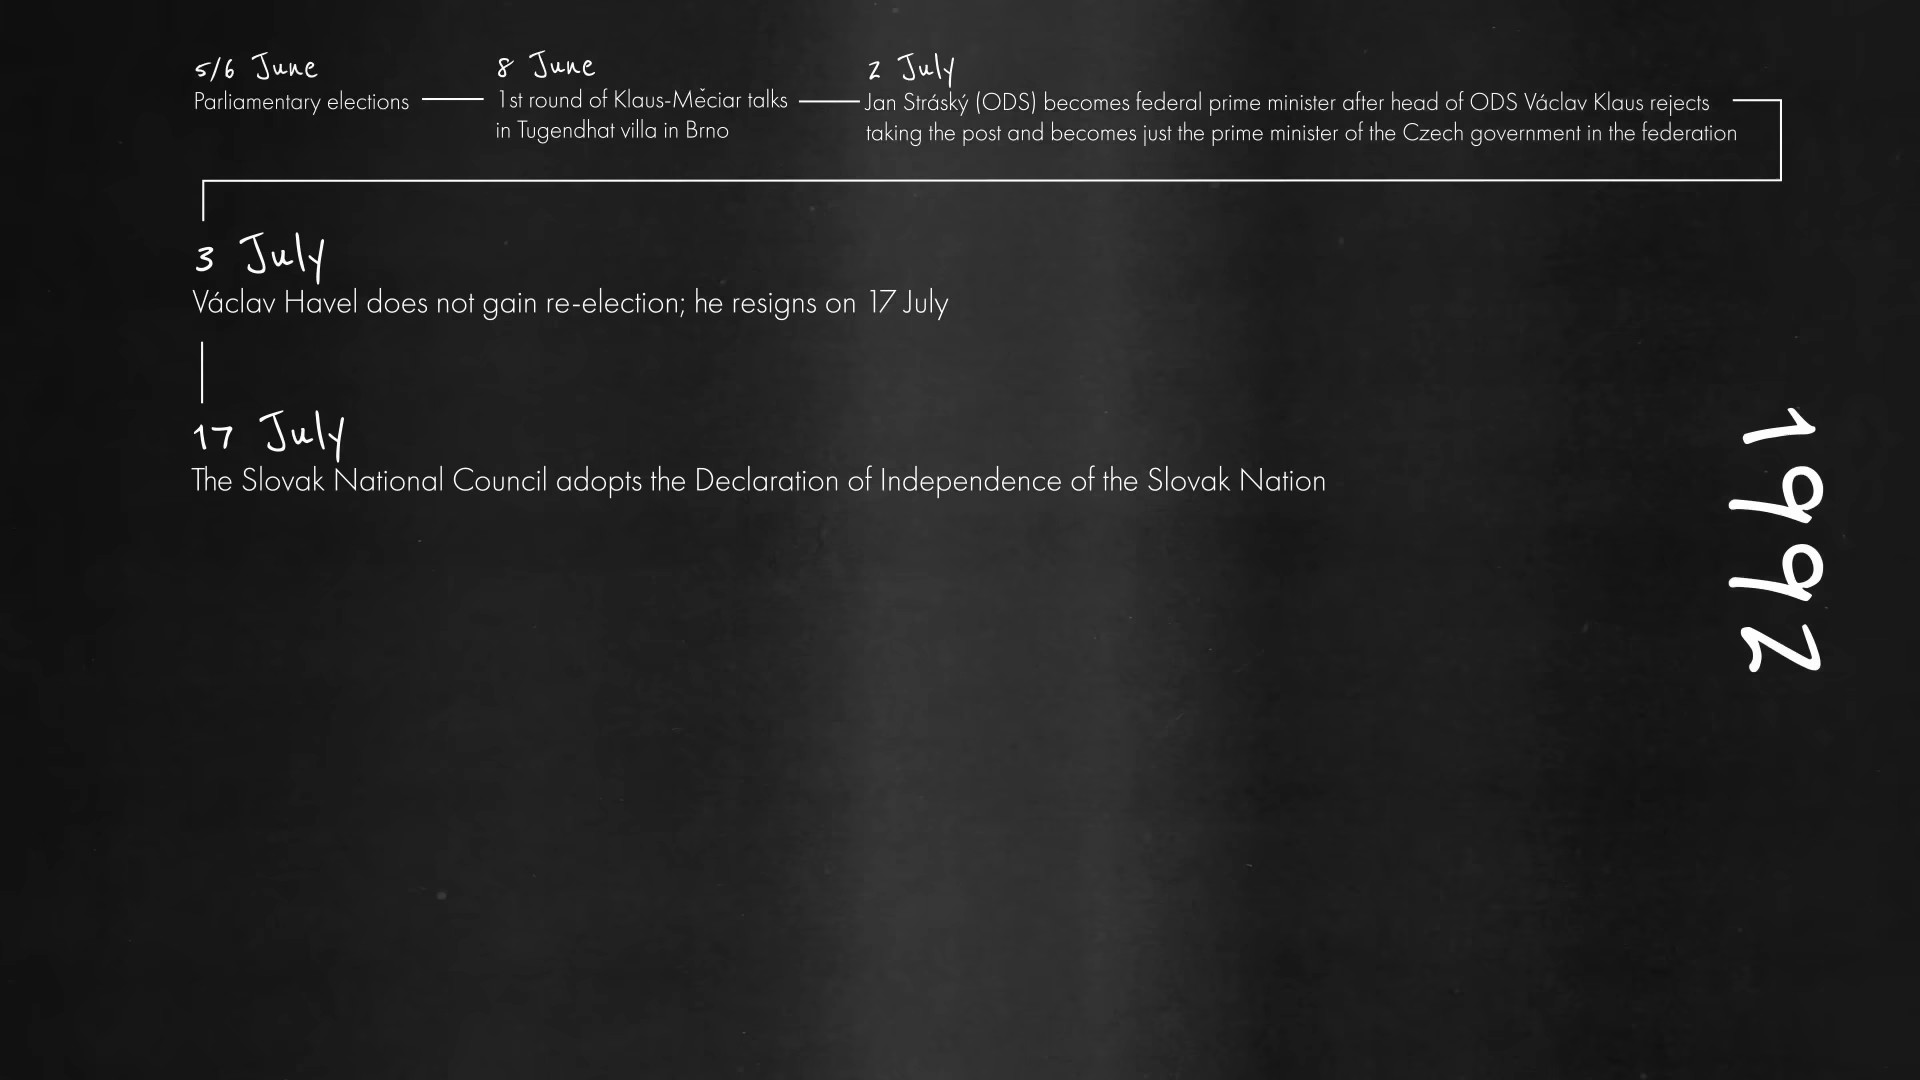 5/6 June
Parliamentary elections
8 June
1st round of Klaus-Měciar talks
in Tugendhat villa in Brno
2 July
Jan Stráský (ODS) becomes federal prime minister after head of ODS Václav Klaus rejects
taking the post and becomes just the prime minister of the Czech government in the federation
3 July
Václav Havel does not gain re-election; he resigns on 17 July
17 July
The Slovak National Council adopts the Declaration of Independence of the Slovak Nation
1992